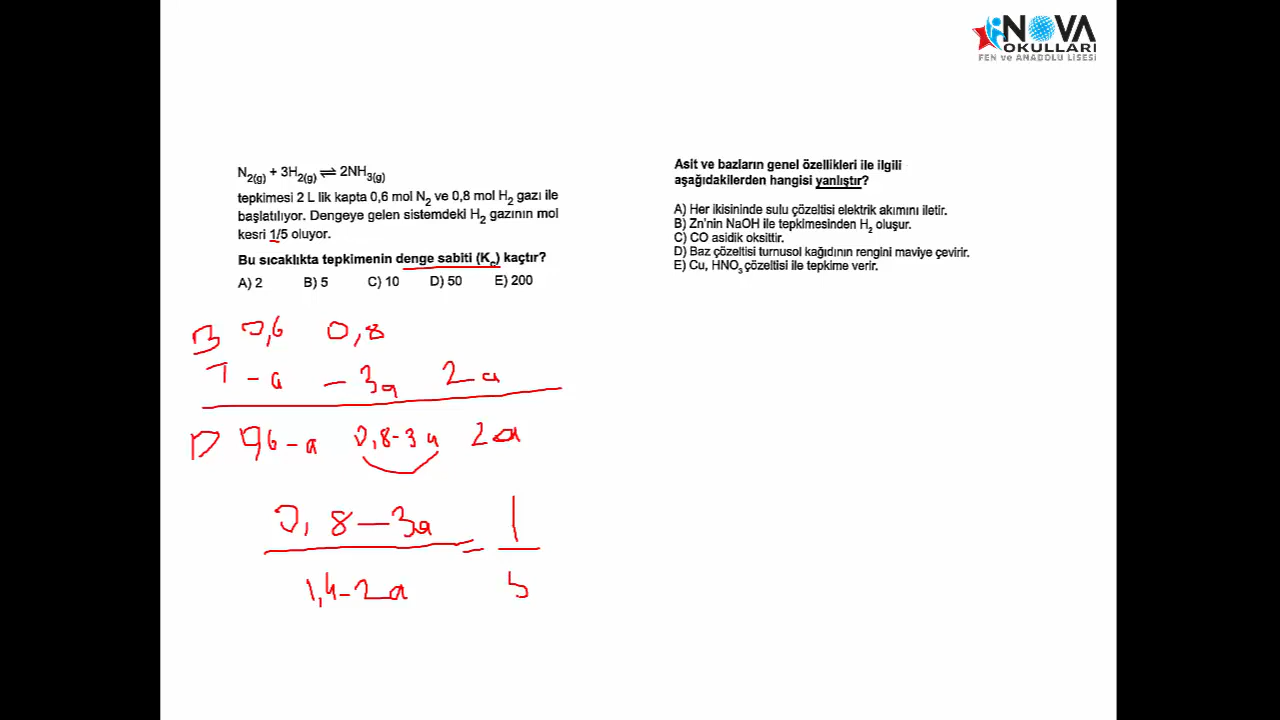 NOVA
OKULLARI
FEN ve ANADOLU LİSESİ
N2(g) + 3H2(g) ⇌ 2NH3(g)
tepkimesi 2 L lik kapta 0,6 mol N2 ve 0,8 mol H2 gazı ile
başlatılıyor. Dengeye gelen sistemdeki H2 gazının mol
kesri 1/5 oluyor.
Bu sıcaklıkta tepkimenin denge sabiti (Kc) kaçtır?
A) 2 B) 5 C) 10 D) 50 E) 200
B 0,6 0,8
T -a -3a 2a
D 0,6-a 0,8-3a 2a
0,8-3a / 1,4-2a = 1 / 5
Asit ve bazların genel özellikleri ile ilgili
aşağıdakilerden hangisi yanlıştır?
A) Her ikisininde sulu çözeltisi elektrik akımını iletir.
B) Zn'nin NaOH ile tepkimesinden H2 oluşur.
C) CO asidik oksittir.
D) Baz çözeltisi turnusol kağıdının rengini maviye çevirir.
E) Cu, HNO3 çözeltisi ile tepkime verir.